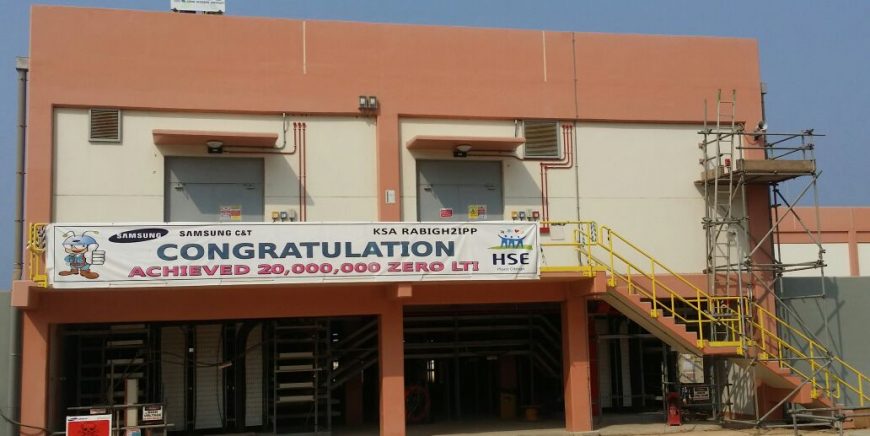 SAMSUNG SAMSUNG C&T KSA RABIGH2IPP
CONGRATULATION
ACHIEVED 20,000,000 ZERO LTI
HSE